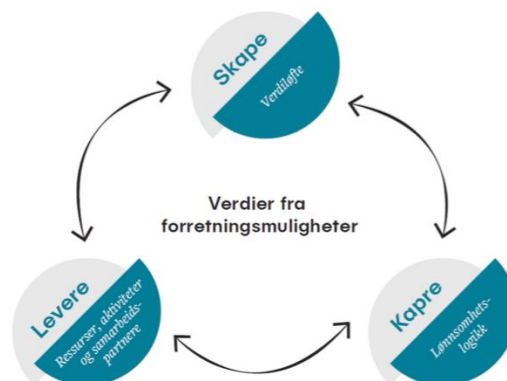 Skape
Verdiløfte
Verdier fra
forretningsmuligheter
Levere
Ressurser, aktiviteter
og samarbeids-
partnere
Kapre
Lønnsomhets-
logikk